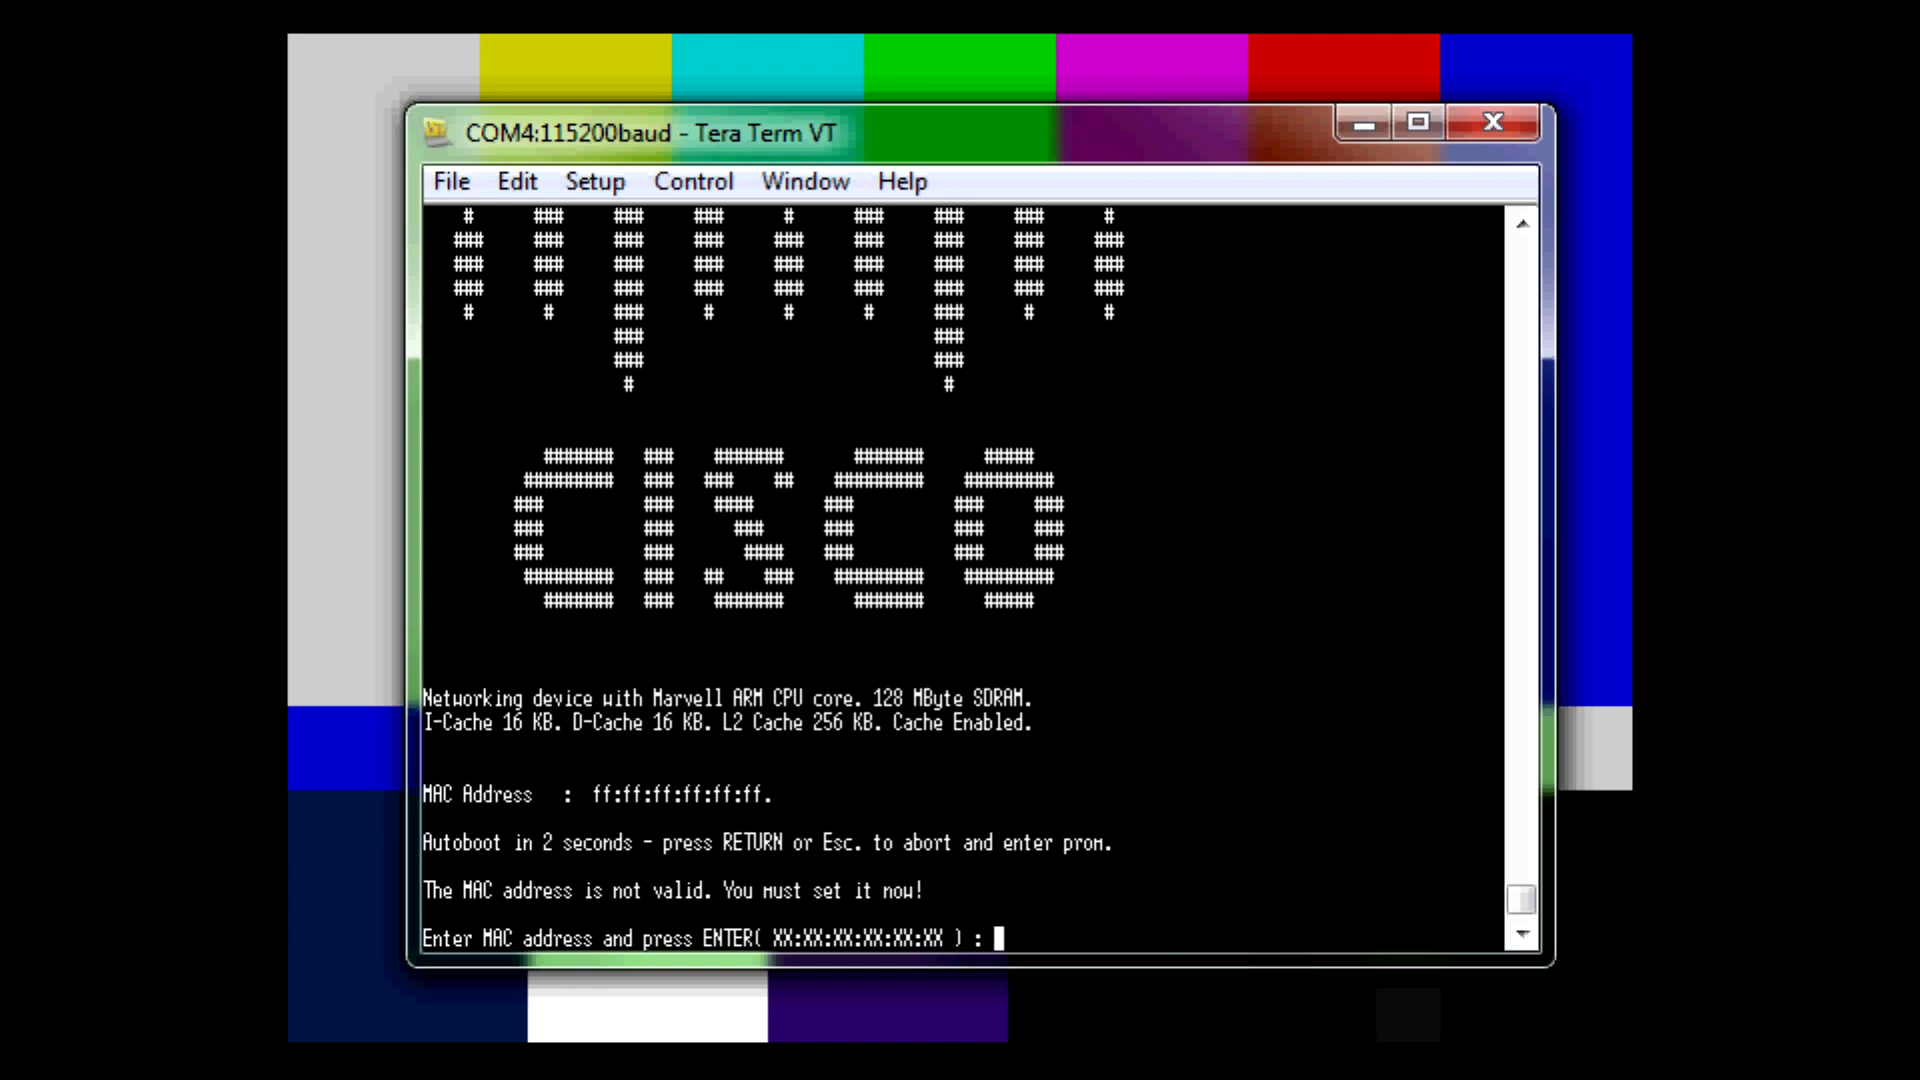 COM4:115200baud - Tera Term VT
File Edit Setup Control Window Help
CISCO
Networking device with Marvell ARM CPU core. 128 MByte SDRAM.
I-Cache 16 KB. D-Cache 16 KB. L2 Cache 256 KB. Cache Enabled.
MAC Address : ff:ff:ff:ff:ff:ff.
Autoboot in 2 seconds - press RETURN or Esc. to abort and enter prom.
The MAC address is not valid. You must set it now!
Enter MAC address and press ENTER( XX:XX:XX:XX:XX:XX ) :